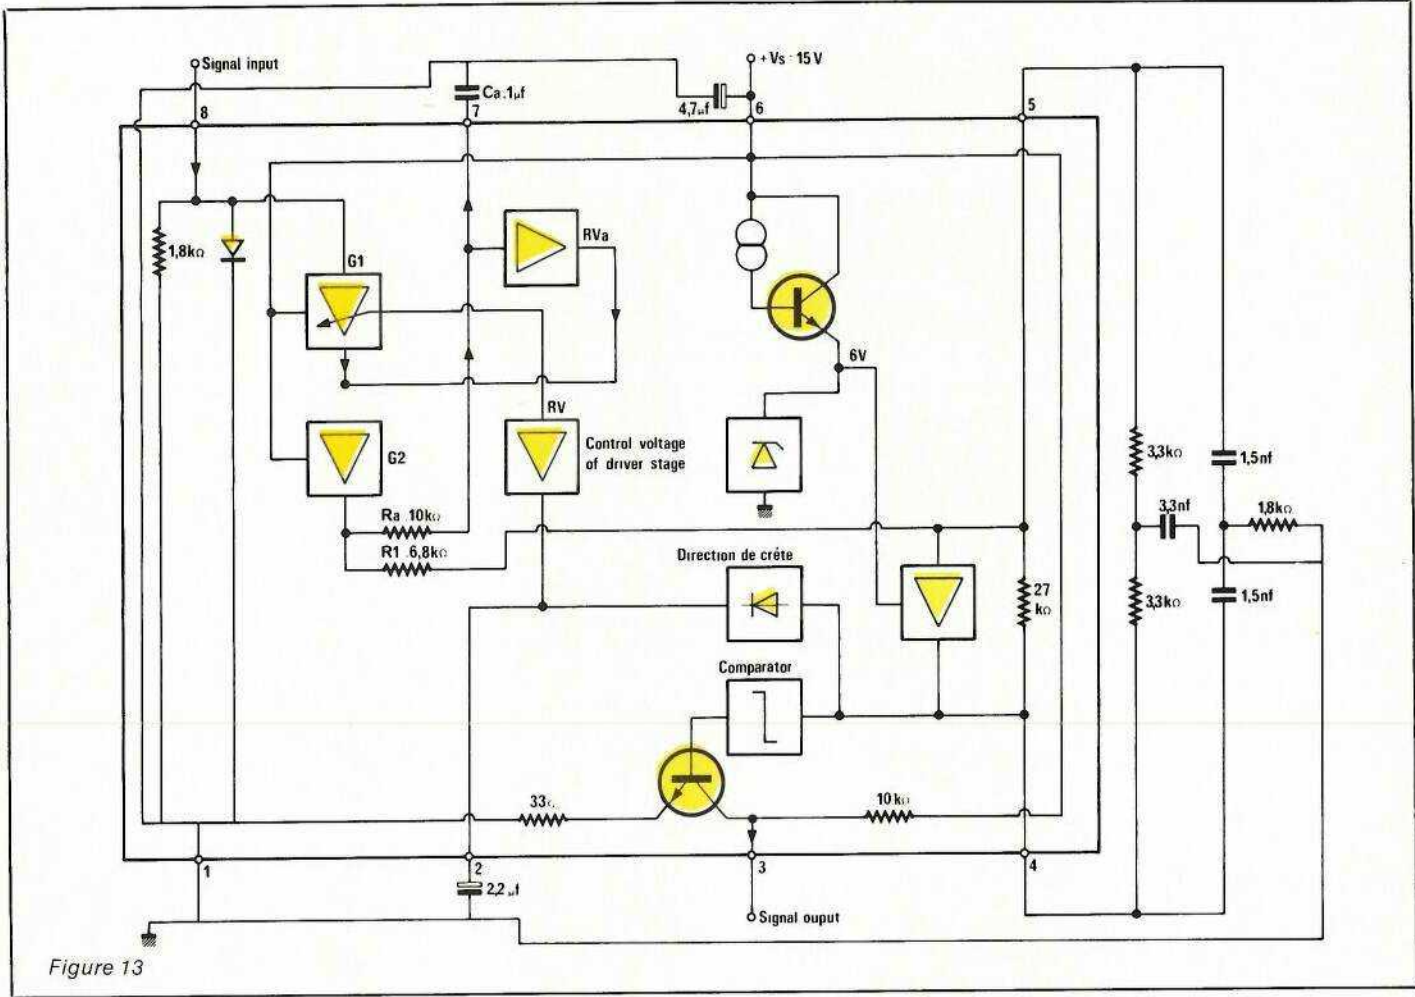 Signal input
+ Vs - 15 V
Ca .1µf
4,7µf
8
7
6
5
1,8kΩ
G1
RVa
6V
RV
Control voltage
of driver stage
G2
Ra 10kΩ
R1 .6,8kΩ
Direction de crête
Comparator
27
kΩ
3,3kΩ
1,5nf
3,3nf
1,8kΩ
3,3kΩ
1,5nf
33Ω
10kΩ
1
2
3
4
2,2µf
Signal ouput
Figure 13